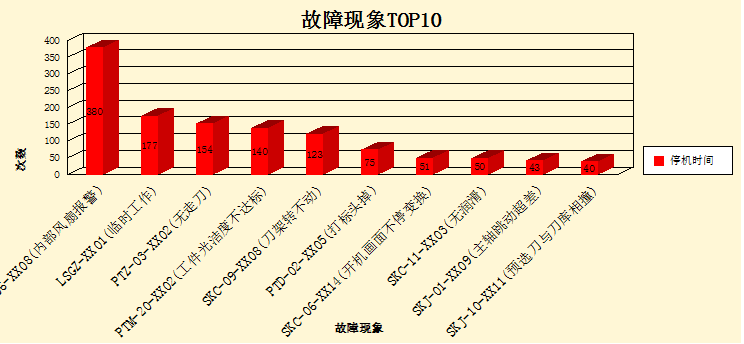 故障现象TOP10
400
350
300
250
200
150
100
50
0
次数
380
177
154
140
123
75
51
50
43
40
停机时间
06-XX08(内部风扇报警)
LSGZ-XX01(临时工作)
PTZ-03-XX02(无走刀)
PTM-20-XX02(工件光洁度不达标)
SKC-09-XX08(刀架转不动)
PTD-02-XX05(打标头掉)
SKC-06-XX14(开机画面不停变换)
SKC-11-XX03(无润滑)
SKJ-01-XX09(主轴跳动超差)
SKJ-10-XX11(预选刀与刀库相撞)
故障现象